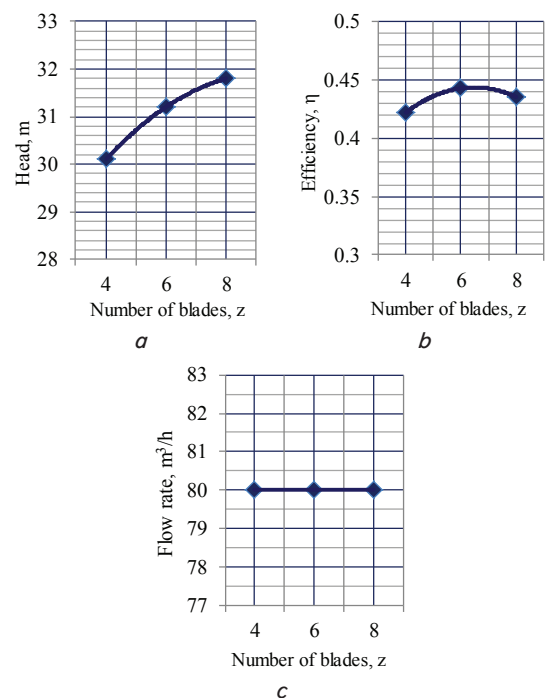 33
32
31
30
29
28
Head, m
4 6 8
Number of blades, z
a
0.5
0.45
0.4
0.35
0.3
Efficiency, η
4 6 8
Number of blades, z
b
83
82
81
80
79
78
77
Flow rate, m³/h
4 6 8
Number of blades, z
c